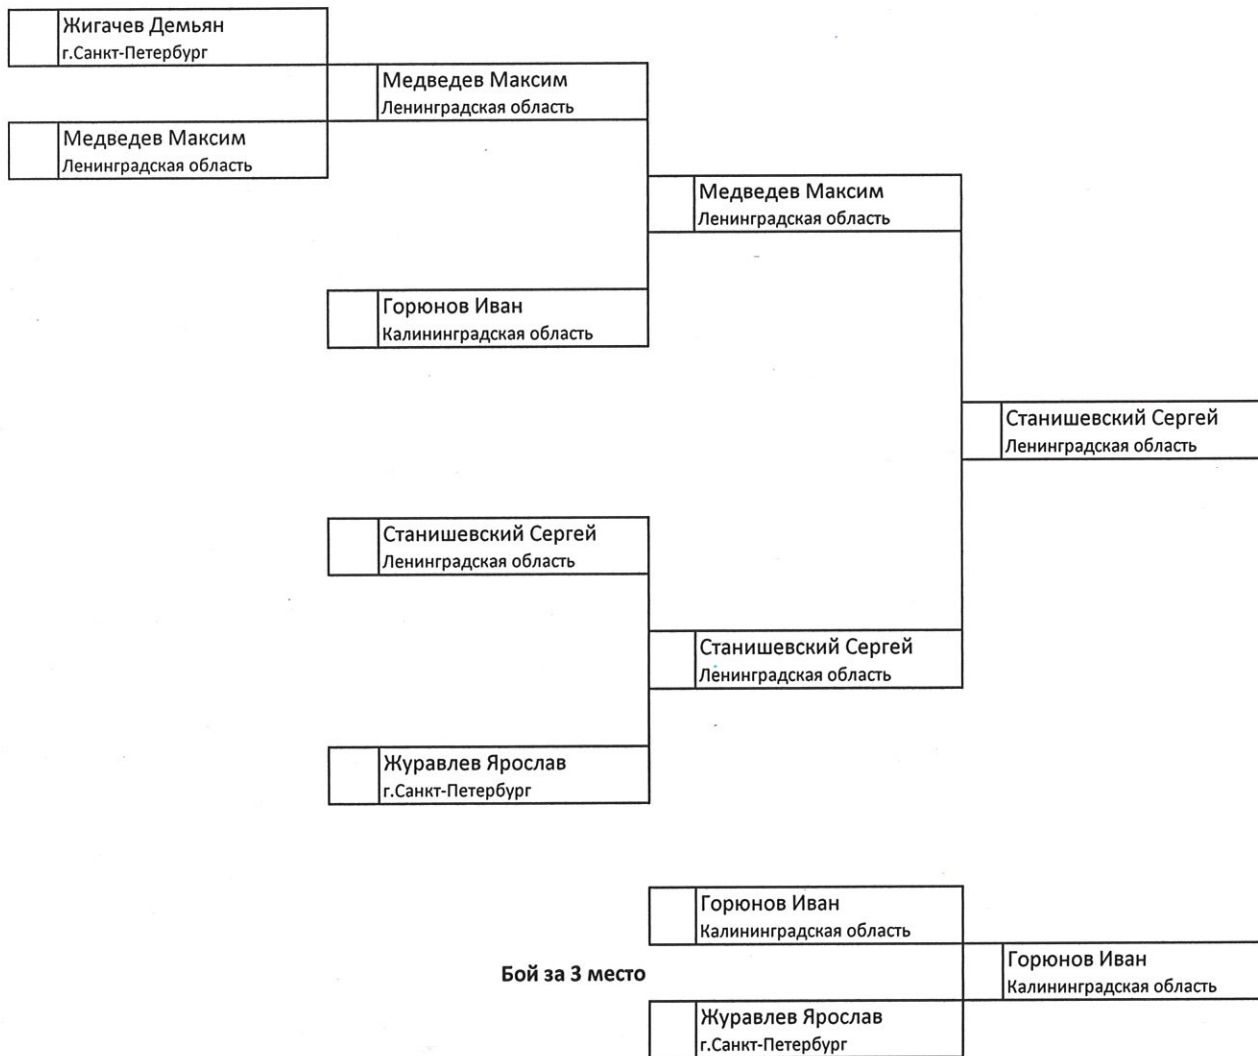 Жигачев Демьян
г.Санкт-Петербург
Медведев Максим
Ленинградская область
Медведев Максим
Ленинградская область
Медведев Максим
Ленинградская область
Горюнов Иван
Калининградская область
Станишевский Сергей
Ленинградская область
Станишевский Сергей
Ленинградская область
Станишевский Сергей
Ленинградская область
Журавлев Ярослав
г.Санкт-Петербург
Горюнов Иван
Калининградская область
Бой за 3 место
Горюнов Иван
Калининградская область
Журавлев Ярослав
г.Санкт-Петербург